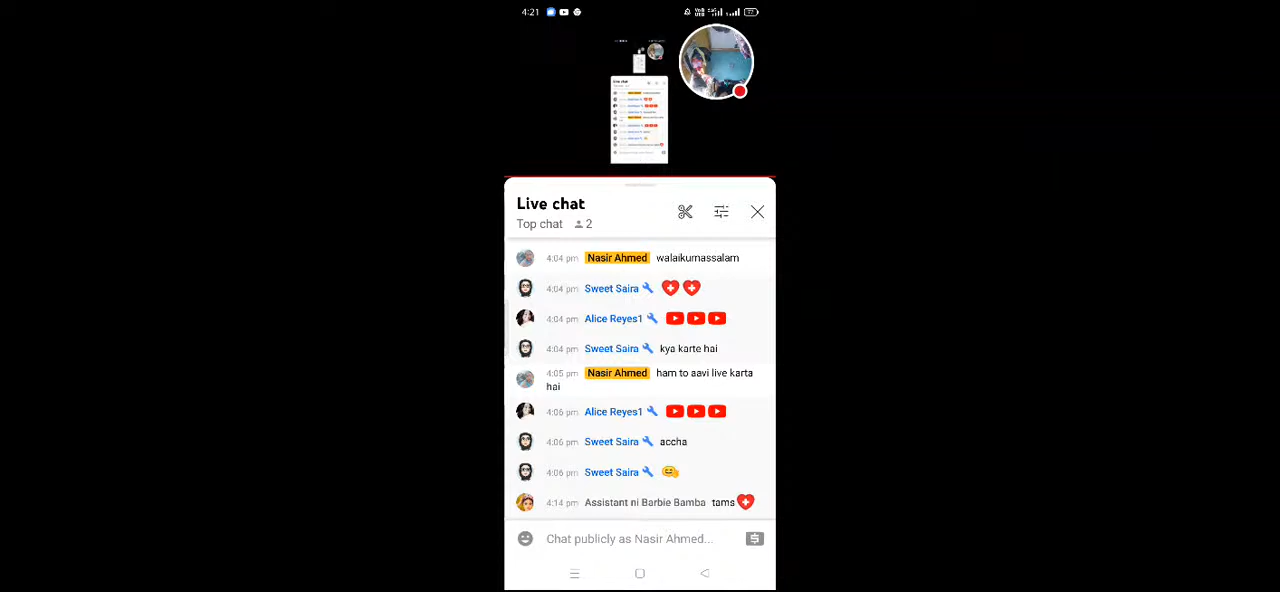 4:21
77
Live chat
Top chat 2
4:04 pm Nasir Ahmed walaikumassalam
4:04 pm Sweet Saira
4:04 pm Alice Reyes1
4:04 pm Sweet Saira kya karte hai
4:05 pm Nasir Ahmed ham to aavi live karta
hai
4:06 pm Alice Reyes1
4:06 pm Sweet Saira accha
4:06 pm Sweet Saira
4:14 pm Assistant ni Barbie Bamba tams
Chat publicly as Nasir Ahmed...